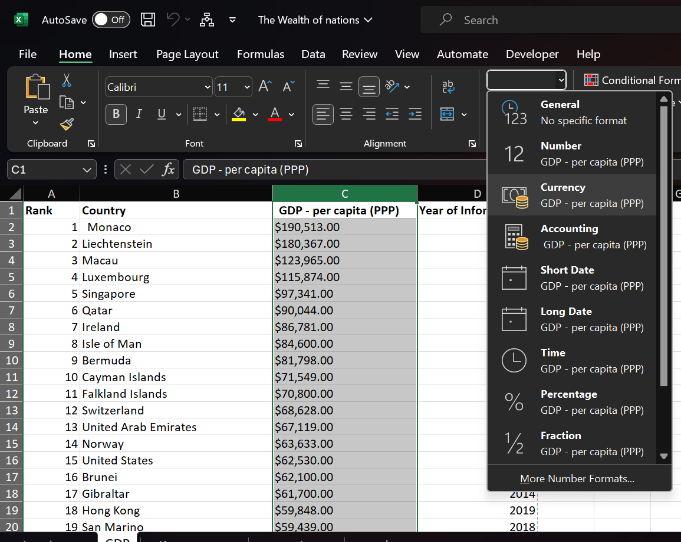 AutoSave Off The Wealth of nations Search
File Home Insert Page Layout Formulas Data Review View Automate Developer Help
Paste Calibri 11 A A Conditional Form
B I U A
Clipboard Font Alignment
C1 fx GDP - per capita (PPP)
A B C D G
1 Rank Country GDP - per capita (PPP) Year of Infor
2 1 Monaco $190,513.00
3 2 Liechtenstein $180,367.00
4 3 Macau $123,965.00
5 4 Luxembourg $115,874.00
6 5 Singapore $97,341.00
7 6 Qatar $90,044.00
8 7 Ireland $86,781.00
9 8 Isle of Man $84,600.00
10 9 Bermuda $81,798.00
11 10 Cayman Islands $71,549.00
12 11 Falkland Islands $70,800.00
13 12 Switzerland $68,628.00
14 13 United Arab Emirates $67,119.00
15 14 Norway $63,633.00
16 15 United States $62,530.00
17 16 Brunei $62,100.00
18 17 Gibraltar $61,700.00 2014
19 18 Hong Kong $59,848.00 2019
20 19 San Marino $59,439.00 2018
General
123 No specific format
Number
12 GDP - per capita (PPP)
Currency
GDP - per capita (PPP)
Accounting
GDP - per capita (PPP)
Short Date
GDP - per capita (PPP)
Long Date
GDP - per capita (PPP)
Time
GDP - per capita (PPP)
Percentage
% GDP - per capita (PPP)
Fraction
1/2 GDP - per capita (PPP)
More Number Formats...
GDP